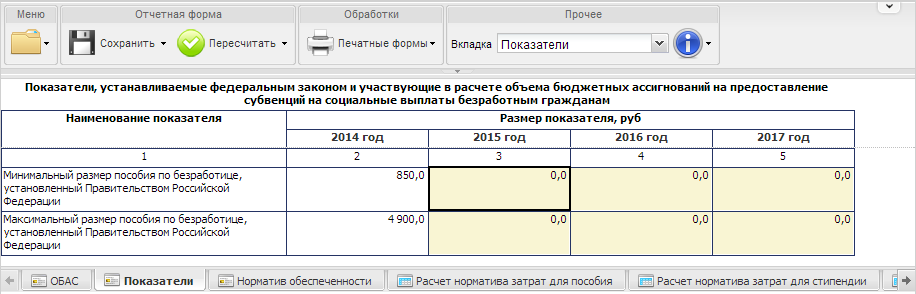 Меню
Отчетная форма
Обработки
Прочее
Сохранить
Пересчитать
Печатные формы
Вкладка
Показатели
Показатели, устанавливаемые федеральным законом и участвующие в расчете объема бюджетных ассигнований на предоставление
субвенций на социальные выплаты безработным гражданам
Наименование показателя
Размер показателя, руб
2014 год
2015 год
2016 год
2017 год
1 2 3 4 5
Минимальный размер пособия по безработице,
установленный Правительством Российской
Федерации
850,0 0,0 0,0 0,0
Максимальный размер пособия по безработице,
установленный Правительством Российской
Федерации
4 900,0 0,0 0,0 0,0
ОБАС
Показатели
Норматив обеспеченности
Расчет норматива затрат для пособия
Расчет норматива затрат для стипендии